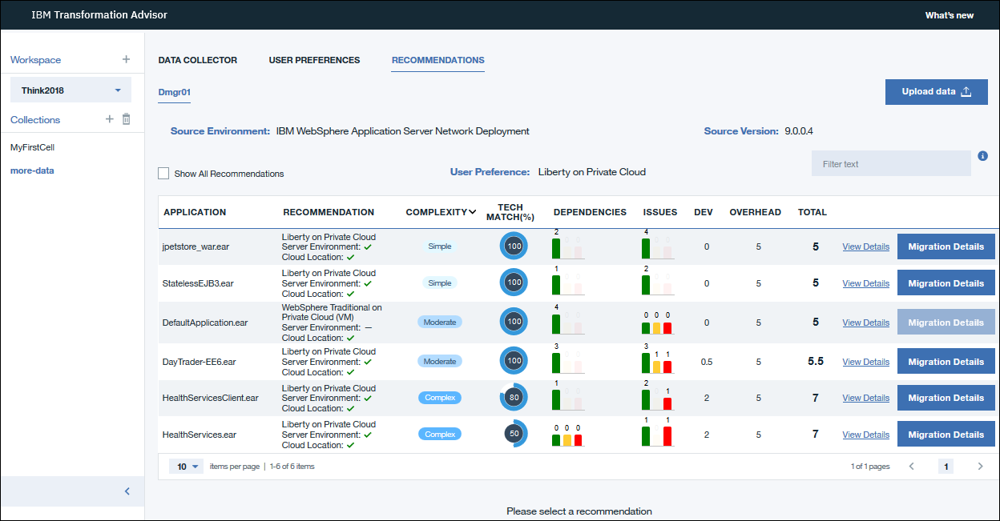 IBM Transformation Advisor
What's new
Workspace
Think2018
Collections
MyFirstCell
more-data
DATA COLLECTOR USER PREFERENCES RECOMMENDATIONS
Dmgr01
Upload data
Source Environment: IBM WebSphere Application Server Network Deployment
Source Version: 9.0.0.4
Show All Recommendations
User Preference: Liberty on Private Cloud
Filter text
APPLICATION RECOMMENDATION COMPLEXITY TECH MATCH(%) DEPENDENCIES ISSUES DEV OVERHEAD TOTAL
jpetstore_war.ear
Liberty on Private Cloud
Server Environment: ✓
Cloud Location: ✓
Simple 100 2 4 0 5 5 View Details Migration Details
StatelessEJB3.ear
Liberty on Private Cloud
Server Environment: ✓
Cloud Location: ✓
Simple 100 1 2 0 5 5 View Details Migration Details
DefaultApplication.ear
WebSphere Traditional on
Private Cloud (VM)
Server Environment: —
Cloud Location: ✓
Moderate 100 4 0 0 0 0 5 5 View Details Migration Details
DayTrader-EE6.ear
Liberty on Private Cloud
Server Environment: ✓
Cloud Location: ✓
Moderate 100 3 3 1 1 0.5 5 5.5 View Details Migration Details
HealthServicesClient.ear
Liberty on Private Cloud
Server Environment: ✓
Cloud Location: ✓
Complex 80 1 2 1 2 5 7 View Details Migration Details
HealthServices.ear
Liberty on Private Cloud
Server Environment: ✓
Cloud Location: ✓
Complex 50 0 0 0 1 1 2 5 7 View Details Migration Details
10 items per page | 1-6 of 6 items
1 of 1 pages 1
Please select a recommendation